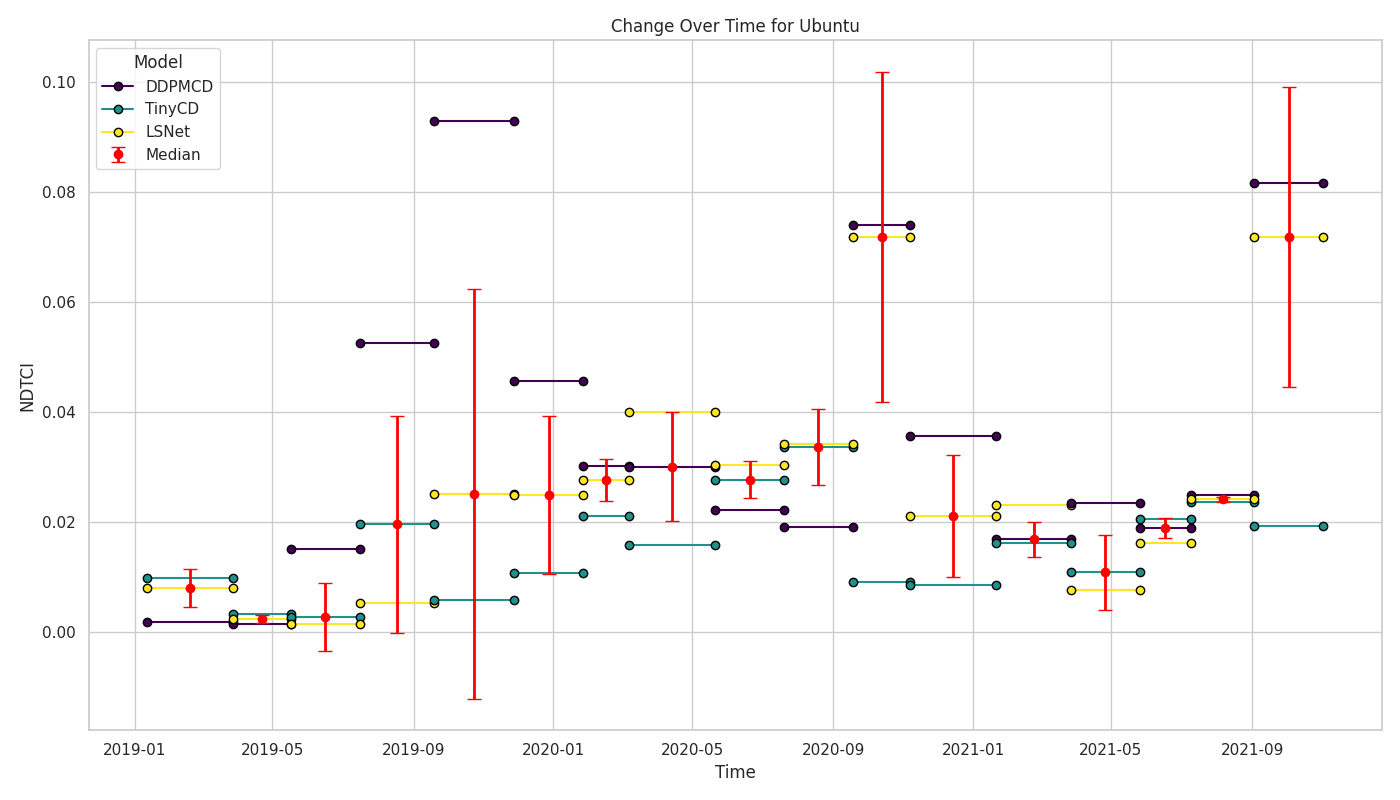 Change Over Time for Ubuntu
Model
DDPMCD
TinyCD
LSNet
Median
0.10
0.08
0.06
0.04
0.02
0.00
NDTCI
2019-01
2019-05
2019-09
2020-01
2020-05
2020-09
2021-01
2021-05
2021-09
Time